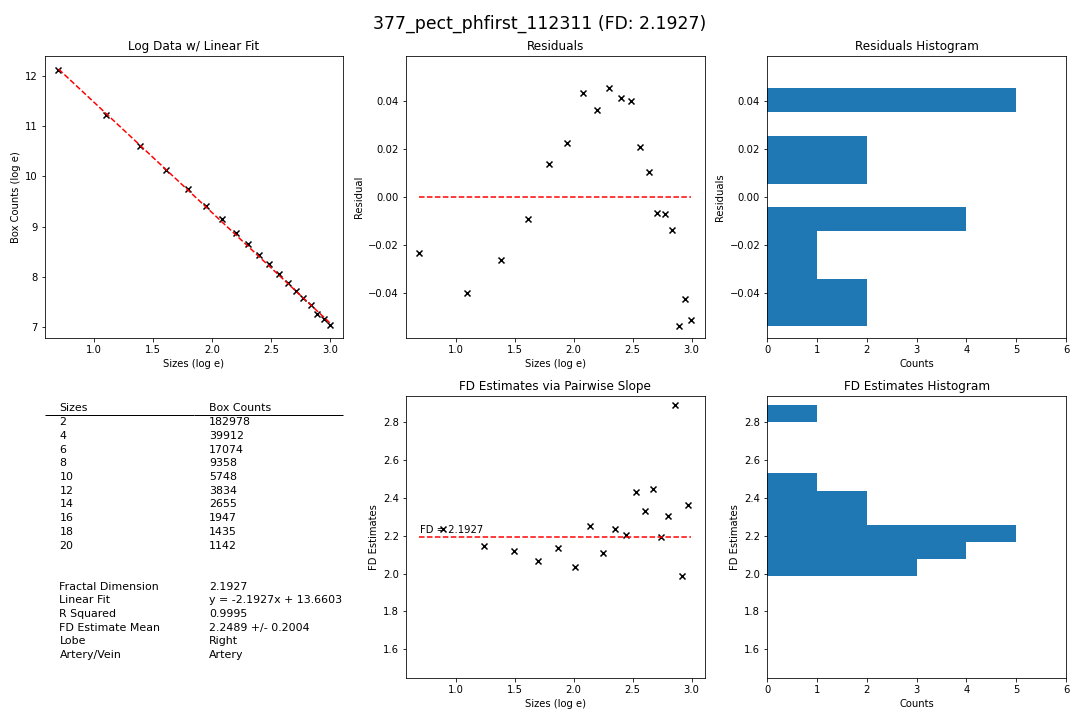 377_pect_phfirst_112311 (FD: 2.1927)
Log Data w/ Linear Fit
12
11
10
9
8
7
Box Counts (log e)
1.0 1.5 2.0 2.5 3.0
Sizes (log e)
Residuals
0.04
0.02
0.00
−0.02
−0.04
Residual
1.0 1.5 2.0 2.5 3.0
Sizes (log e)
Residuals Histogram
0.04
0.02
0.00
−0.02
−0.04
Residuals
0 1 2 3 4 5 6
Counts
Sizes Box Counts
2 182978
4 39912
6 17074
8 9358
10 5748
12 3834
14 2655
16 1947
18 1435
20 1142
Fractal Dimension 2.1927
Linear Fit y = -2.1927x + 13.6603
R Squared 0.9995
FD Estimate Mean 2.2489 +/- 0.2004
Lobe Right
Artery/Vein Artery
FD Estimates via Pairwise Slope
2.8
2.6
2.4
2.2
2.0
1.8
1.6
FD Estimates
FD = 2.1927
1.0 1.5 2.0 2.5 3.0
Sizes (log e)
FD Estimates Histogram
2.8
2.6
2.4
2.2
2.0
1.8
1.6
FD Estimates
0 1 2 3 4 5 6
Counts